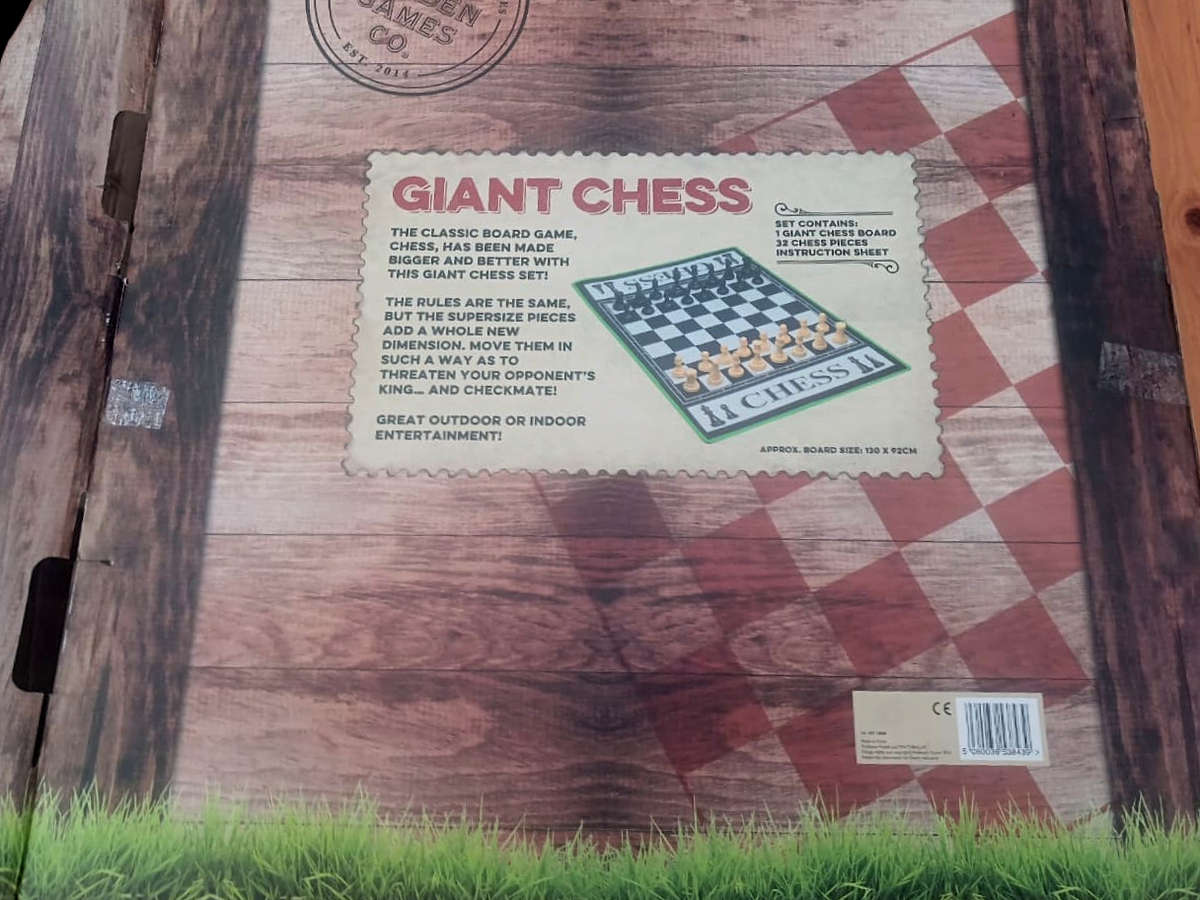 GAMES
CO.
EST. 2014
GIANT CHESS
THE CLASSIC BOARD GAME,
CHESS, HAS BEEN MADE
BIGGER AND BETTER WITH
THIS GIANT CHESS SET!
THE RULES ARE THE SAME,
BUT THE SUPERSIZE PIECES
ADD A WHOLE NEW
DIMENSION. MOVE THEM IN
SUCH A WAY AS TO
THREATEN YOUR OPPONENT'S
KING... AND CHECKMATE!
GREAT OUTDOOR OR INDOOR
ENTERTAINMENT!
SET CONTAINS:
1 GIANT CHESS BOARD
32 CHESS PIECES
INSTRUCTION SHEET
CHESS
CHESS
APPROX. BOARD SIZE: 120 X 92CM
CE